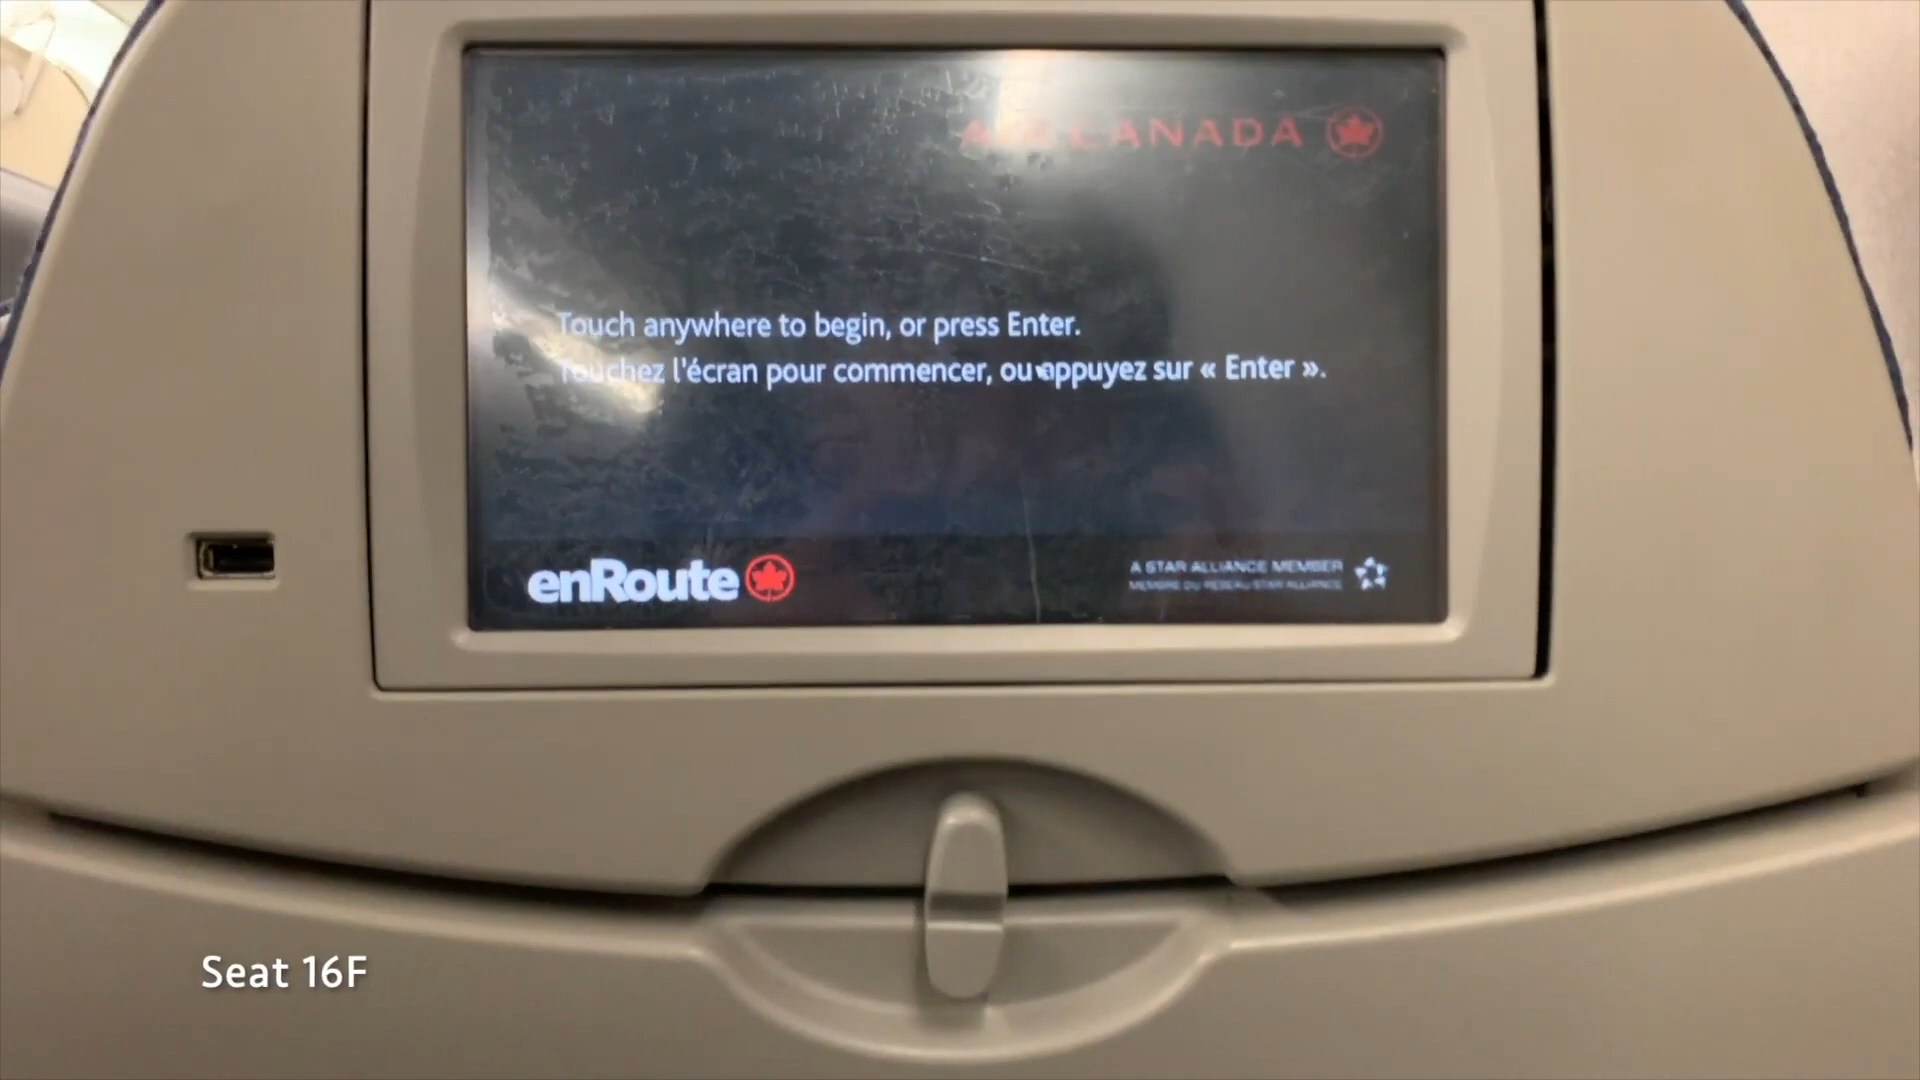 AIR CANADA
Touch anywhere to begin, or press Enter.
Touchez l'écran pour commencer, ou appuyez sur « Enter ».
enRoute
A STAR ALLIANCE MEMBER
MEMBRE DU RÉSEAU STAR ALLIANCE
Seat 16F